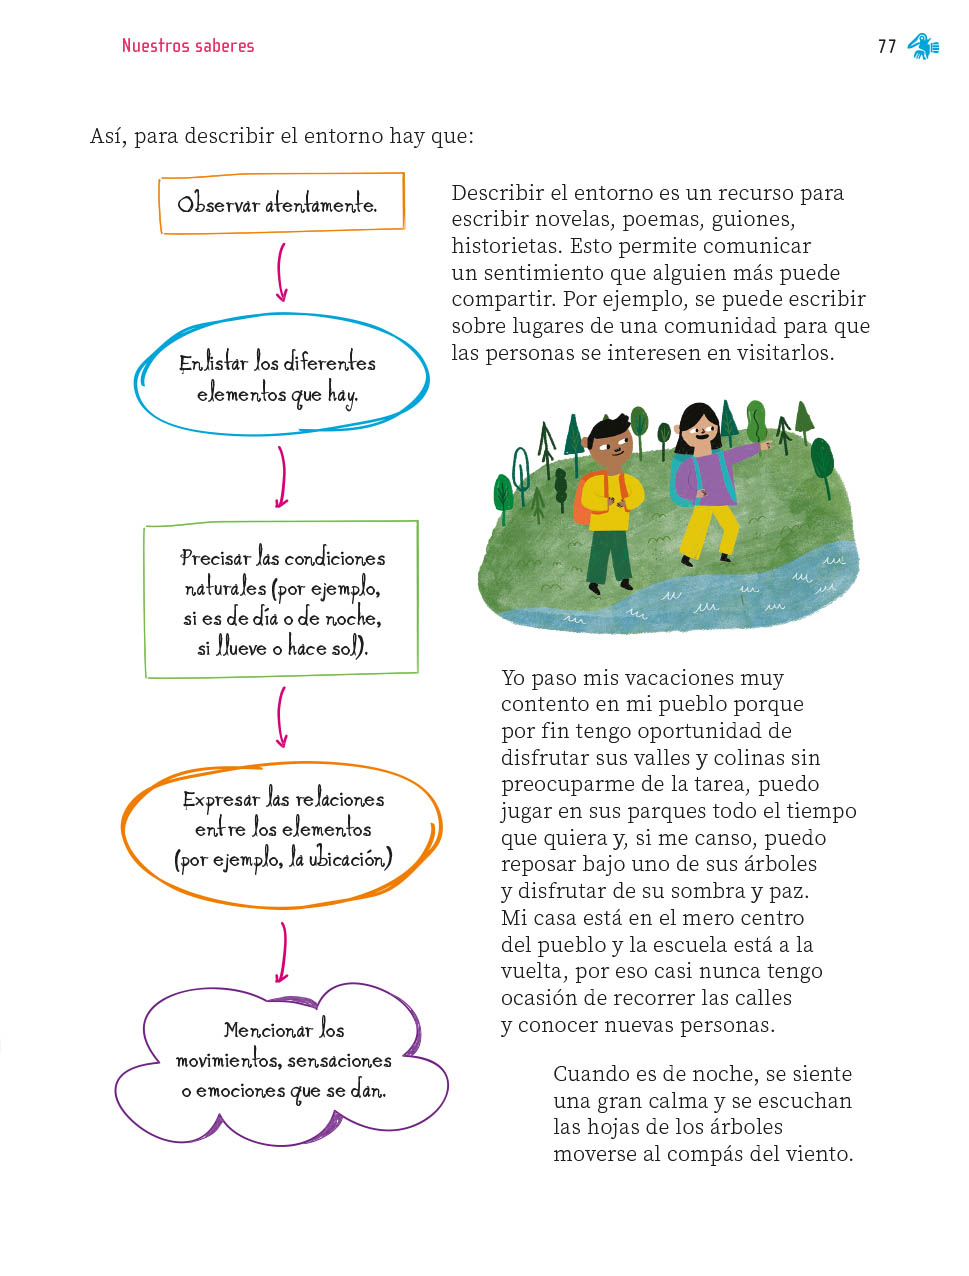 Nuestros saberes
77
Así, para describir el entorno hay que:
Observar atentamente.
Enlistar los diferentes
elementos que hay.
Precisar las condiciones
naturales (por ejemplo,
si es de día o de noche,
si llueve o hace sol).
Expresar las relaciones
entre los elementos
(por ejemplo, la ubicación)
Mencionar los
movimientos, sensaciones
o emociones que se dan.
Describir el entorno es un recurso para
escribir novelas, poemas, guiones,
historietas. Esto permite comunicar
un sentimiento que alguien más puede
compartir. Por ejemplo, se puede escribir
sobre lugares de una comunidad para que
las personas se interesen en visitarlos.
Yo paso mis vacaciones muy
contento en mi pueblo porque
por fin tengo oportunidad de
disfrutar sus valles y colinas sin
preocuparme de la tarea, puedo
jugar en sus parques todo el tiempo
que quiera y, si me canso, puedo
reposar bajo uno de sus árboles
y disfrutar de su sombra y paz.
Mi casa está en el mero centro
del pueblo y la escuela está a la
vuelta, por eso casi nunca tengo
ocasión de recorrer las calles
y conocer nuevas personas.
Cuando es de noche, se siente
una gran calma y se escuchan
las hojas de los árboles
moverse al compás del viento.